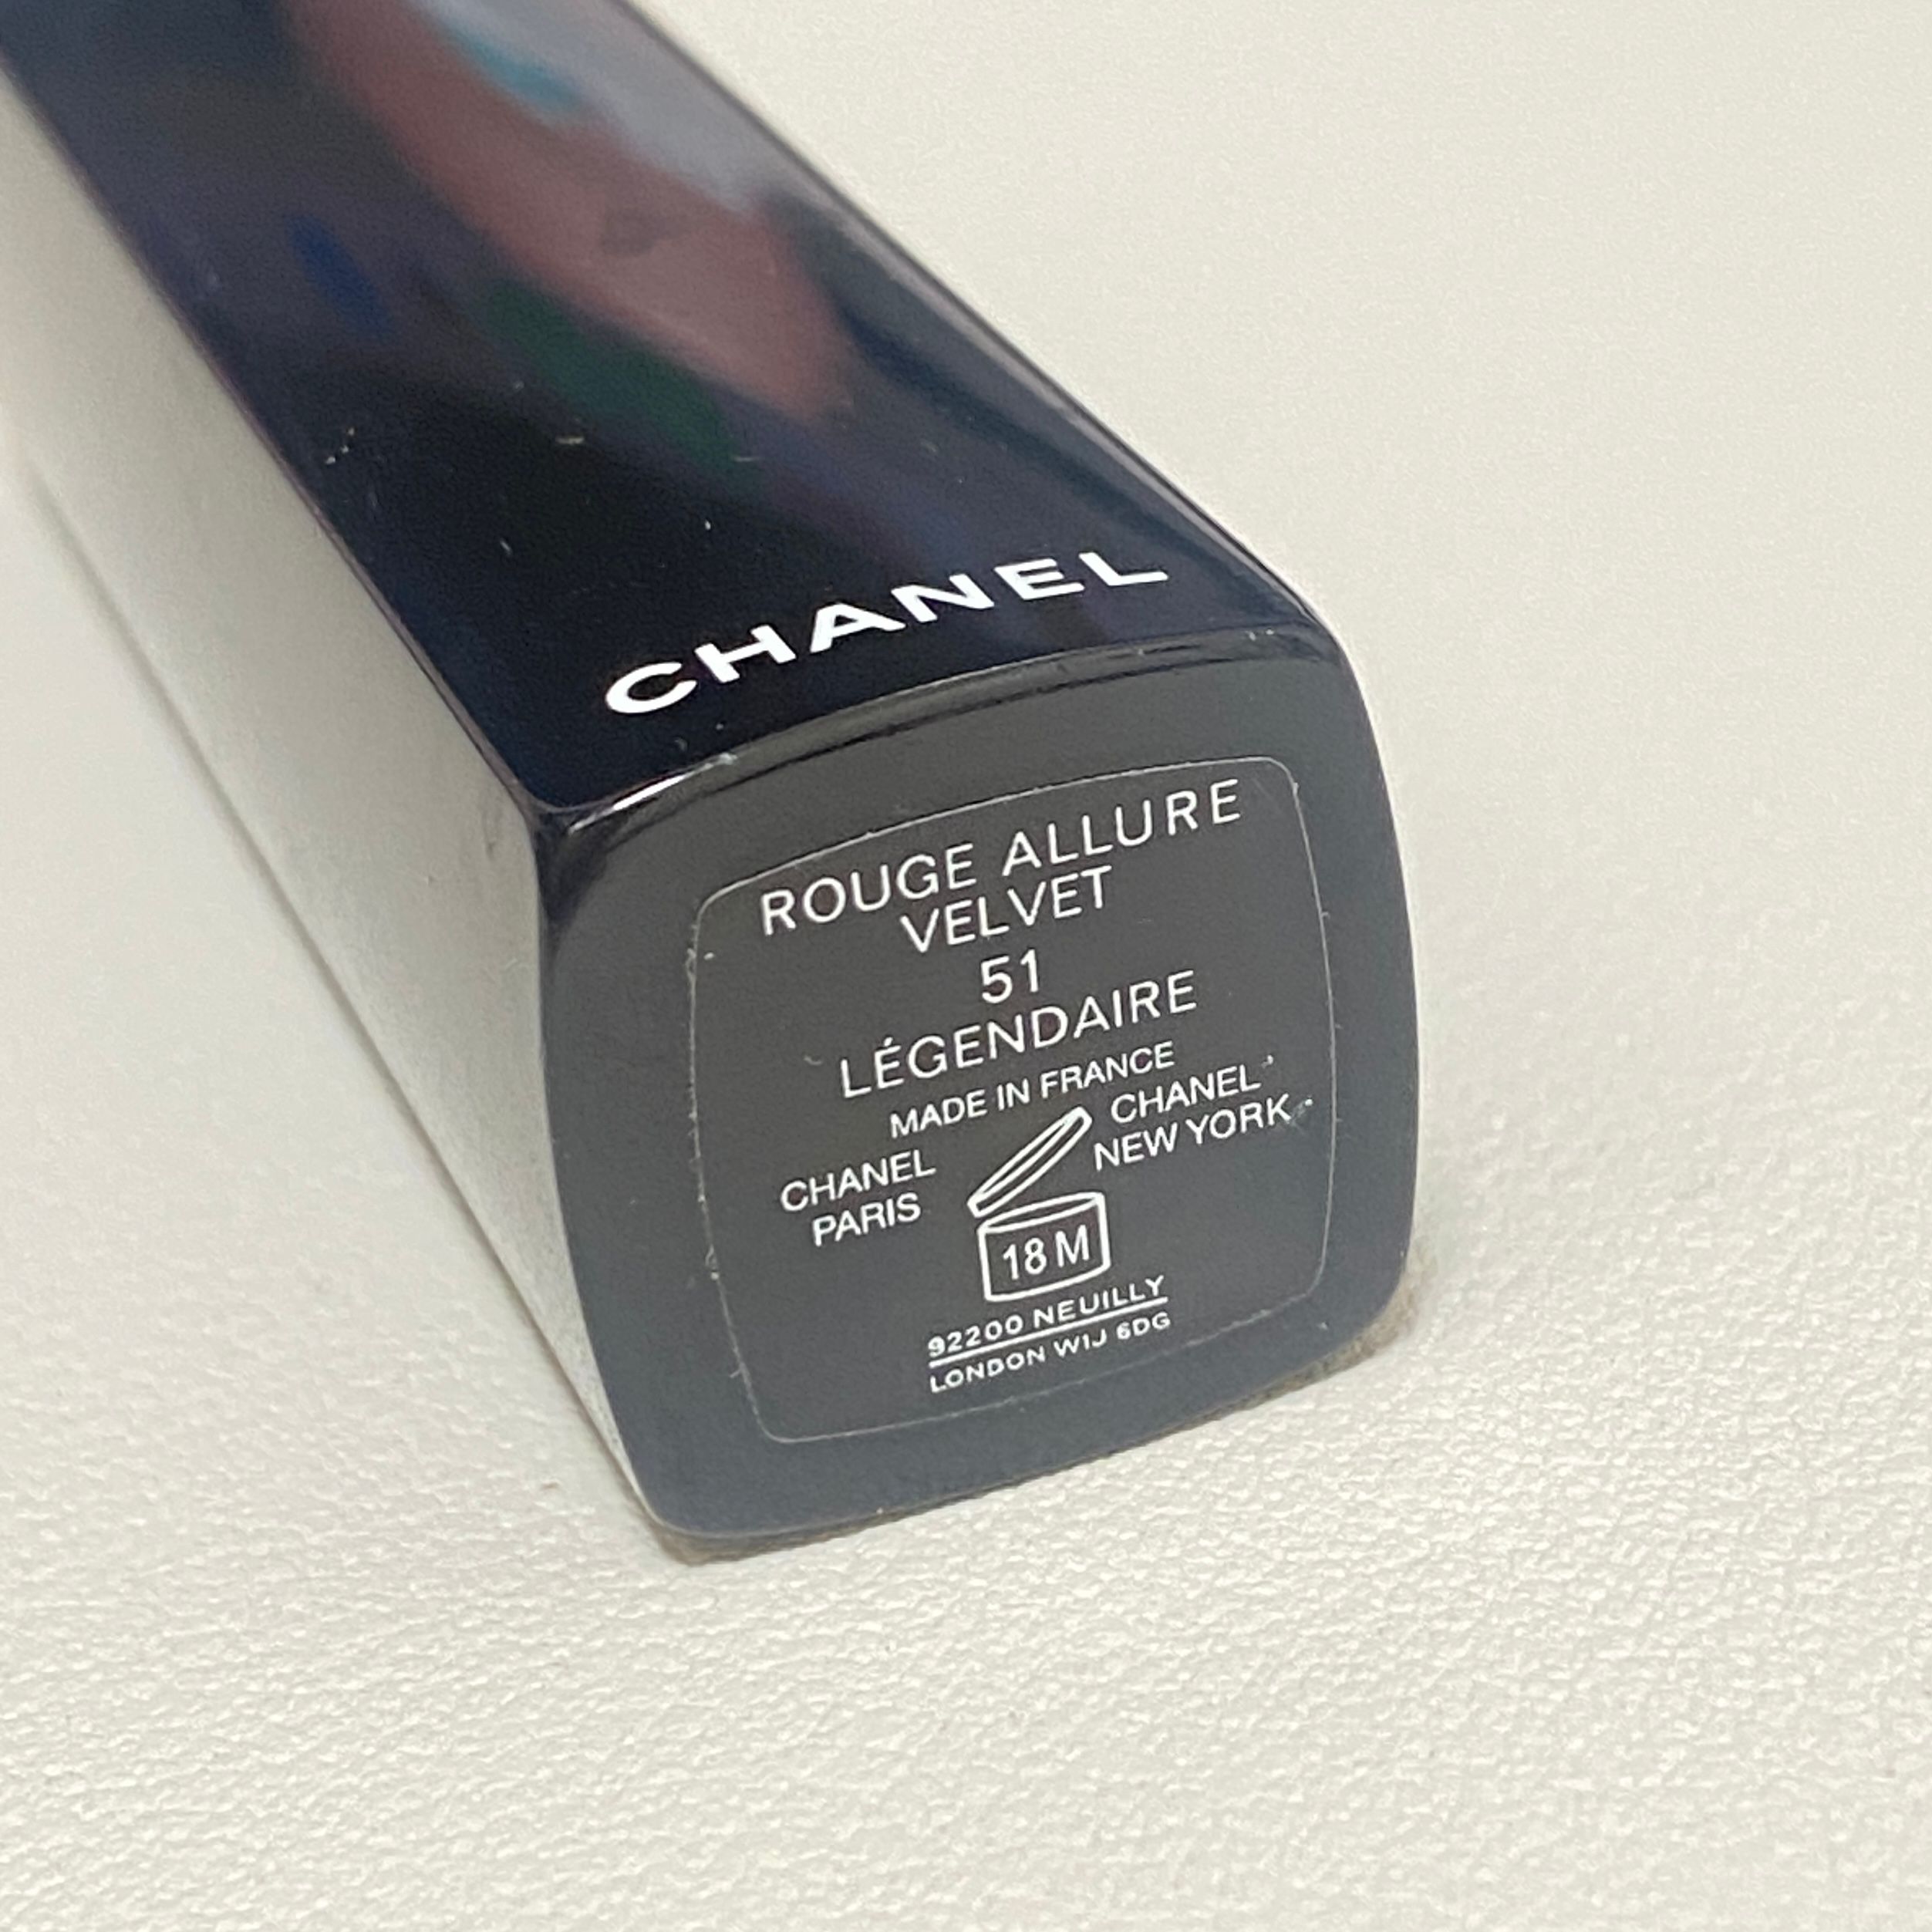 CHANEL
ROUGE ALLURE
VELVET
51
LÉGENDAIRE
MADE IN FRANCE
CHANEL
PARIS
CHANEL
NEW YORK
18 M
92200 NEUILLY
LONDON W1J 6DG